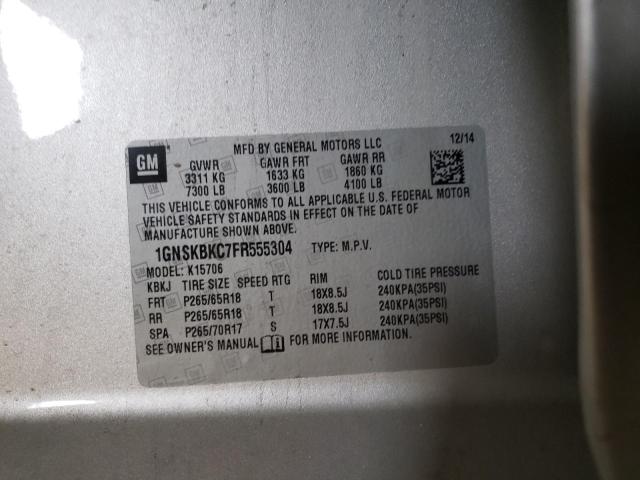 MFD BY GENERAL MOTORS LLC 12/14
GM
GVWR GAWR FRT GAWR RR
3311 KG 1633 KG 1860 KG
7300 LB 3600 LB 4100 LB
THIS VEHICLE CONFORMS TO ALL APPLICABLE U.S. FEDERAL MOTOR
VEHICLE SAFETY STANDARDS IN EFFECT ON THE DATE OF
MANUFACTURE SHOWN ABOVE.
1GNSKBKC7FR555304 TYPE: M.P.V.
MODEL: K15706
KBKJ TIRE SIZE SPEED RTG RIM COLD TIRE PRESSURE
FRT P265/65R18 T 18X8.5J 240KPA(35PSI)
RR P265/65R18 T 18X8.5J 240KPA(35PSI)
SPA P265/70R17 S 17X7.5J 240KPA(35PSI)
SEE OWNER'S MANUAL FOR MORE INFORMATION